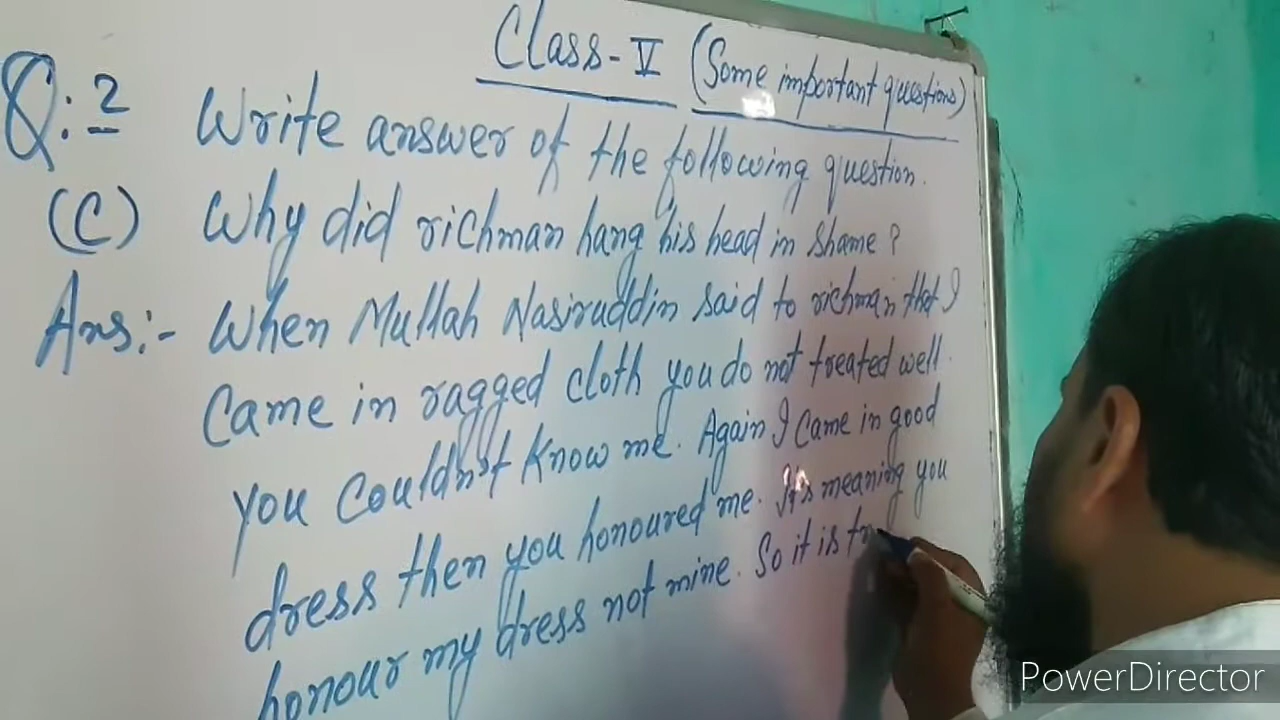 Class - V (Some important questions)
Q:2 Write answer of the following question.
(C) Why did richman hang his head in shame?
Ans:- When Mullah Nasiruddin said to richman that I
Came in ragged cloth you do not treated well.
you Couldn't Know me. Again I Came in good
dress then you honoured me. It's meaning you
honour my dress not mine. So it is
PowerDirector